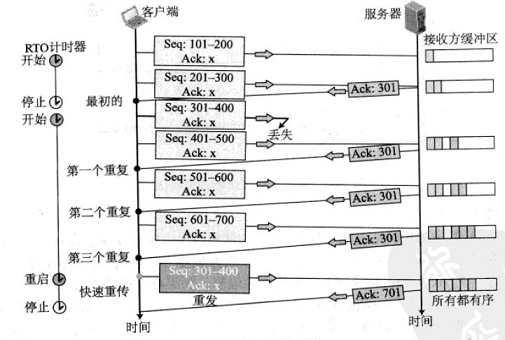 客户端
服务器
RTO计时器
开始
Seq: 101–200
Ack: x
接收方缓冲区
Seq: 201–300
Ack: x
Ack: 301
停止
最初的
开始
Seq: 301–400
Ack: x
丢失
Seq: 401–500
Ack: x
Ack: 301
第一个重复
Seq: 501–600
Ack: x
Ack: 301
第二个重复
Seq: 601–700
Ack: x
Ack: 301
第三个重复
重启
快速重传
Seq: 301–400
Ack: x
重发
Ack: 701
所有都有序
停止
时间
时间